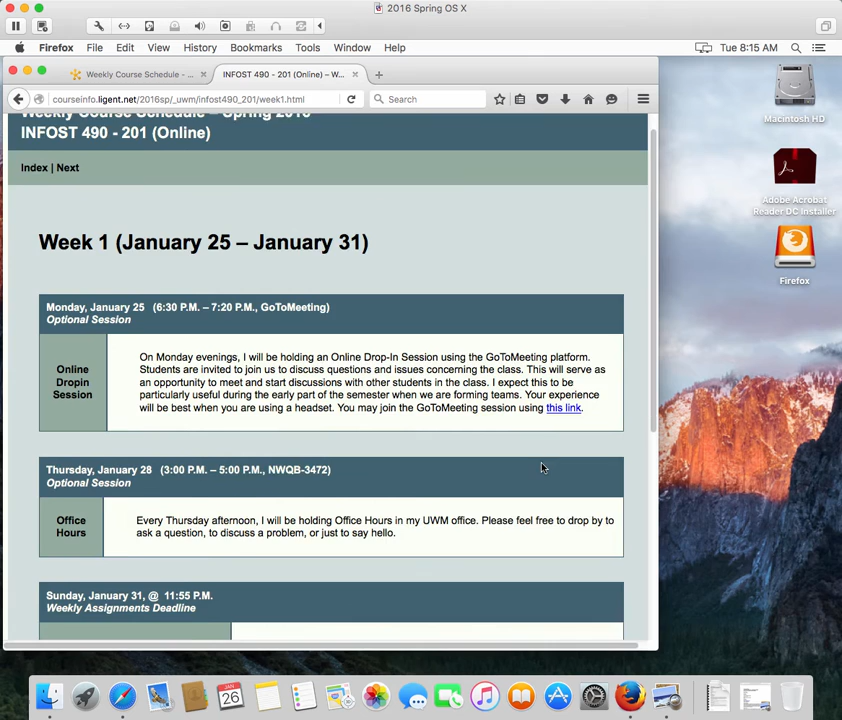 2016 Spring OS X
Firefox File Edit View History Bookmarks Tools Window Help Tue 8:15 AM
Weekly Course Schedule - ... × INFOST 490 - 201 (Online) – W... × +
courseinfo.ligent.net/2016sp/_uwm/infost490_201/week1.html Search
Weekly Course Schedule – Spring 2016
INFOST 490 - 201 (Online)
Index | Next
Week 1 (January 25 – January 31)
Monday, January 25 (6:30 P.M. – 7:20 P.M., GoToMeeting)
Optional Session
Online
Dropin
Session
On Monday evenings, I will be holding an Online Drop-In Session using the GoToMeeting platform.
Students are invited to join us to discuss questions and issues concerning the class. This will serve as
an opportunity to meet and start discussions with other students in the class. I expect this to be
particularly useful during the early part of the semester when we are forming teams. Your experience
will be best when you are using a headset. You may join the GoToMeeting session using this link.
Thursday, January 28 (3:00 P.M. – 5:00 P.M., NWQB-3472)
Optional Session
Office
Hours
Every Thursday afternoon, I will be holding Office Hours in my UWM office. Please feel free to drop by to
ask a question, to discuss a problem, or just to say hello.
Sunday, January 31, @ 11:55 P.M.
Weekly Assignments Deadline
Macintosh HD
Adobe Acrobat
Reader DC Installer
Firefox
JAN
26